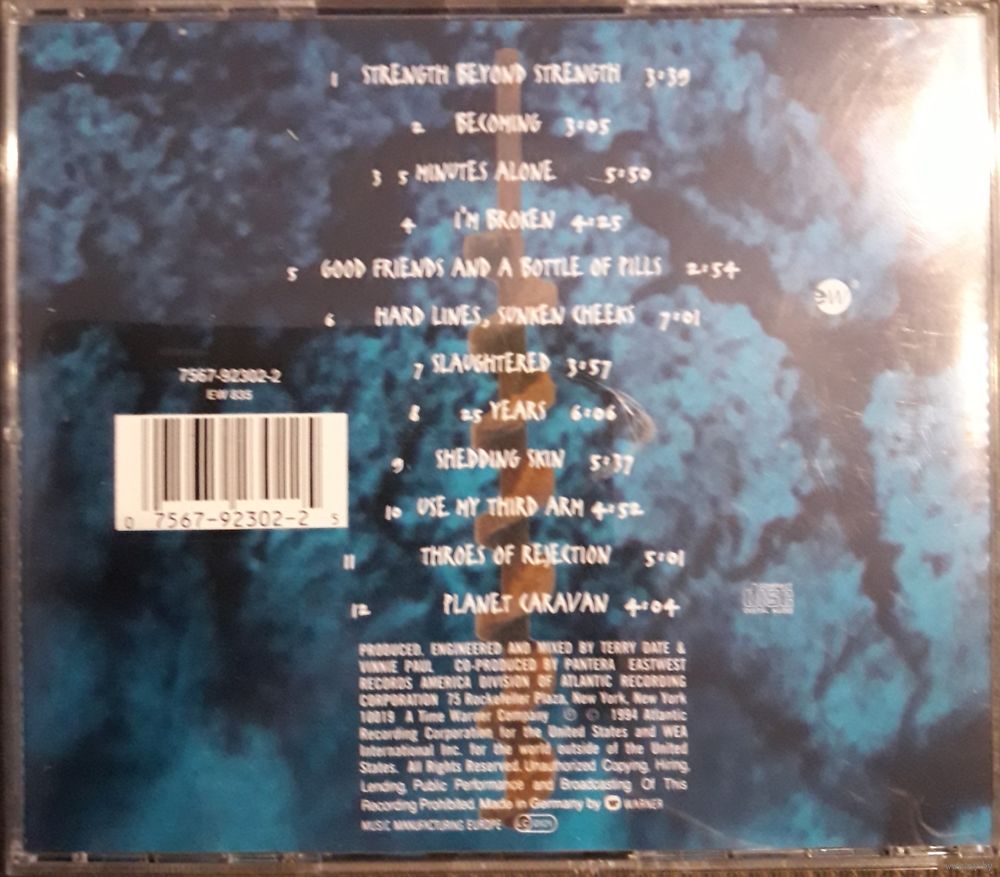 1 STRENGTH BEYOND STRENGTH 3:39
2 BECOMING 3:05
3 5 MINUTES ALONE 5:50
4 I'M BROKEN 4:25
5 GOOD FRIENDS AND A BOTTLE OF PILLS 2:54
6 HARD LINES, SUNKEN CHEEKS 7:01
7 SLAUGHTERED 3:57
8 25 YEARS 6:06
9 SHEDDING SKIN 5:37
10 USE MY THIRD ARM 4:52
11 THROES OF REJECTION 5:01
12 PLANET CARAVAN 4:04
ew
7567-92302-2
IEW 835
0 7567-92302-2 5
DIGITAL AUDIO
PRODUCED, ENGINEERED AND MIXED BY TERRY DATE &
VINNIE PAUL CO-PRODUCED BY PANTERA EASTWEST
RECORDS AMERICA DIVISION OF ATLANTIC RECORDING
CORPORATION 75 Rockefeller Plaza, New York, New York
10019 A Time Warner Company ℗ © 1994 Atlantic
Recording Corporation for the United States and WEA
International Inc. for the world outside of the United
States. All Rights Reserved. Unauthorized Copying, Hiring,
Lending, Public Performance and Broadcasting Of This
Recording Prohibited. Made in Germany by WARNER
MUSIC MANUFACTURING EUROPE LC